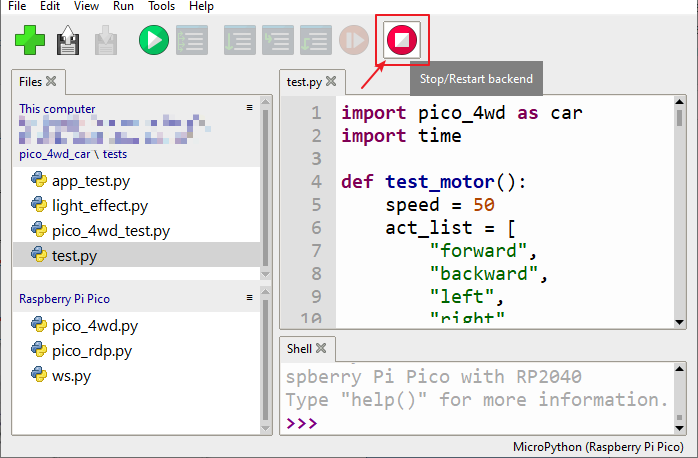 File Edit View Run Tools Help
Stop/Restart backend
Files
This computer
pico_4wd_car \ tests
app_test.py
light_effect.py
pico_4wd_test.py
test.py
Raspberry Pi Pico
pico_4wd.py
pico_rdp.py
ws.py
test.py
1 import pico_4wd as car
2 import time
3
4 def test_motor():
5 speed = 50
6 act_list = [
7 "forward",
8 "backward",
9 "left",
10 "right"
Shell
spberry Pi Pico with RP2040
Type "help()" for more information.
>>>
MicroPython (Raspberry Pi Pico)